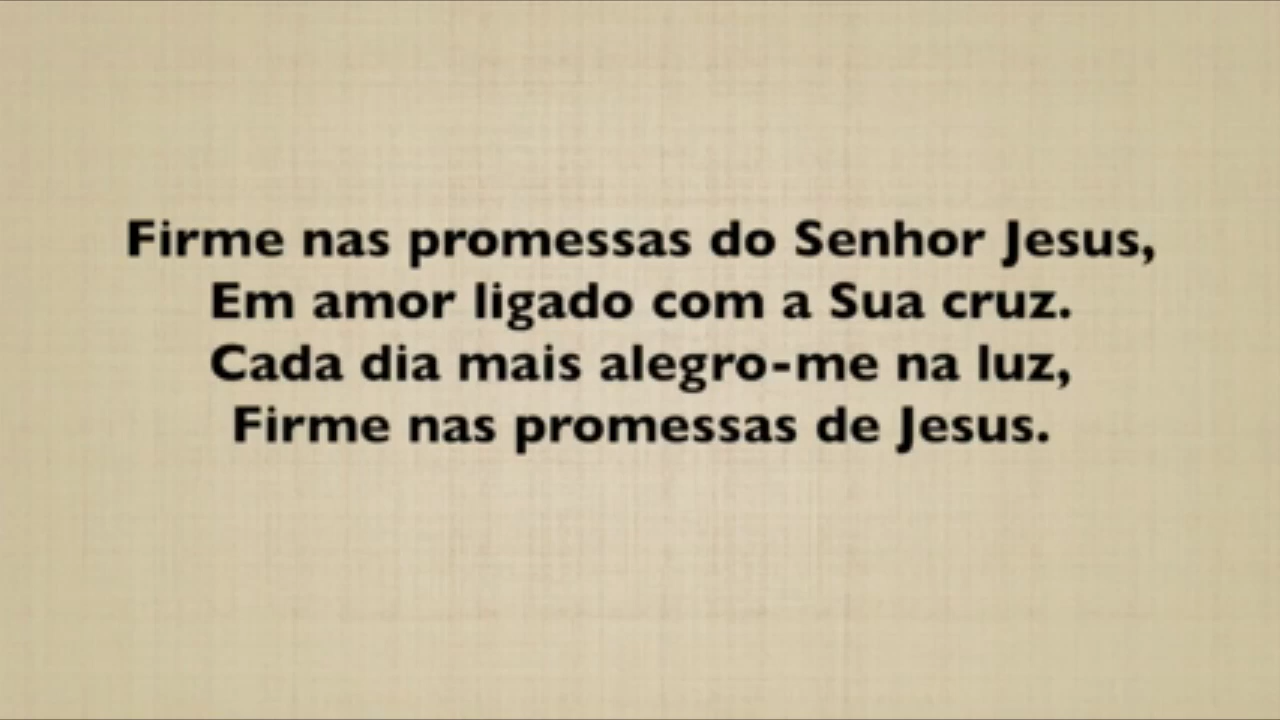 Firme nas promessas do Senhor Jesus,
Em amor ligado com a Sua cruz.
Cada dia mais alegro-me na luz,
Firme nas promessas de Jesus.